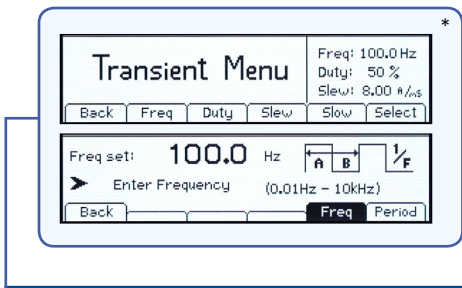 *
Transient Menu
Freq: 100.0 Hz
Duty: 50 %
Slew: 8.00 A/ms
Back Freq Duty Slew Slow Select
Freq set: 100.0 Hz
A B 1/F
➤ Enter Frequency (0.01Hz - 10kHz)
Back Freq Period